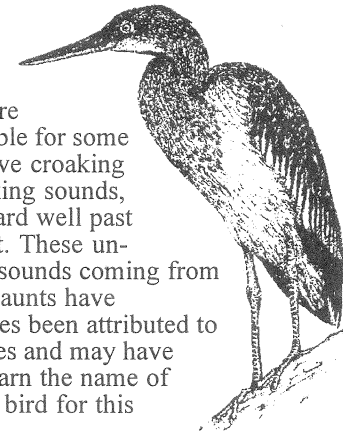 re
ble for some
ve croaking
king sounds,
ard well past
t. These un-
sounds coming from
aunts have
es been attributed to
es and may have
arn the name of
bird for this